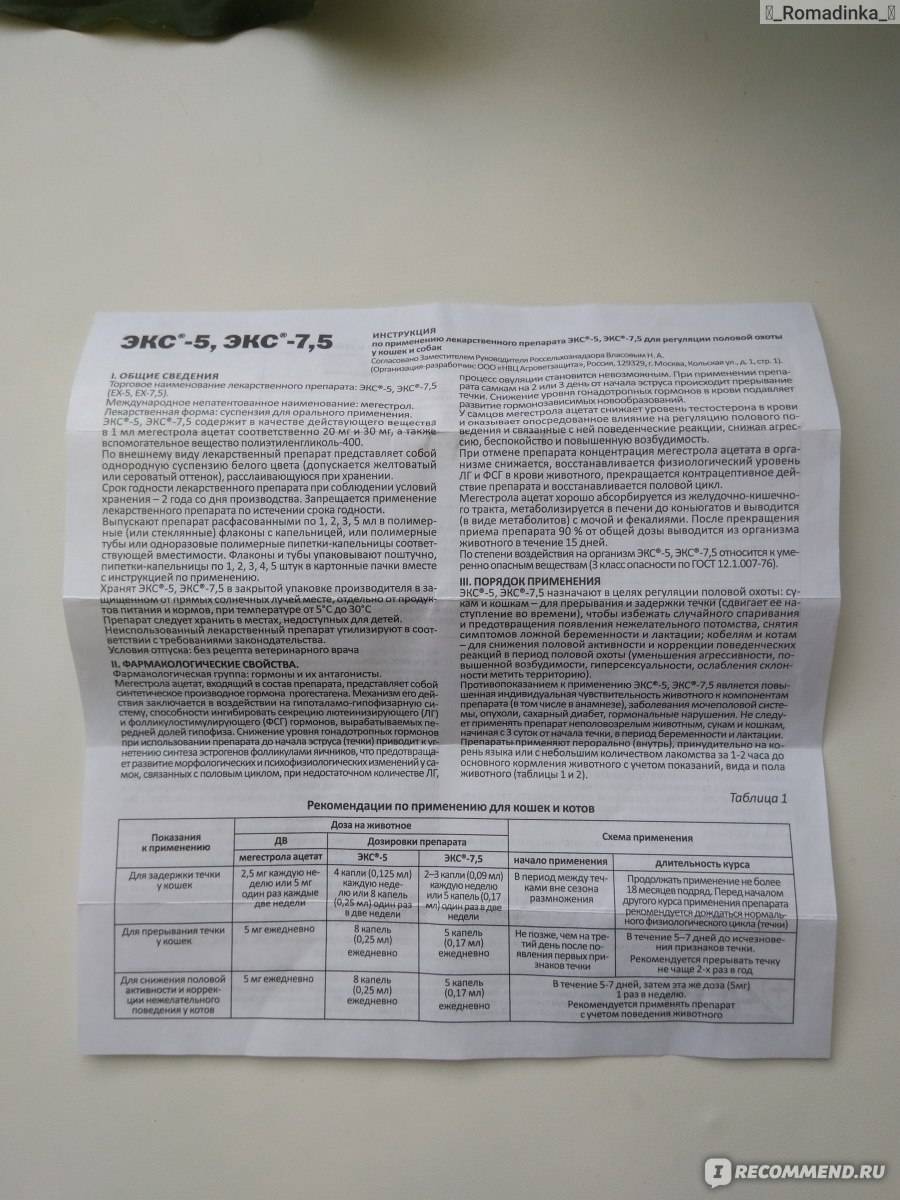 _Romadinka_
ЭКС®-5, ЭКС®-7,5
ИНСТРУКЦИЯ
по применению лекарственного препарата ЭКС®-5, ЭКС®-7,5 для регуляции половой охоты
у кошек и собак
Согласовано Заместителем Руководителя Россельхознадзора Власовым Н. А.
(Организация-разработчик: ООО «НВЦ Агроветзащита», Россия, 129329, г. Москва, Кольская ул., д. 1, стр. 1).
I. ОБЩИЕ СВЕДЕНИЯ
Торговое наименование лекарственного препарата: ЭКС®-5, ЭКС®-7,5
(EX-5, EX-7,5).
Международное непатентованное наименование: мегестрол.
Лекарственная форма: суспензия для орального применения.
ЭКС®-5, ЭКС®-7,5 содержит в качестве действующего вещества
в 1 мл мегестрола ацетат соответственно 20 мг и 30 мг, а также
вспомогательное вещество полиэтиленгликоль-400.
По внешнему виду лекарственный препарат представляет собой
однородную суспензию белого цвета (допускается желтоватый
или сероватый оттенок), расслаивающуюся при хранении.
Срок годности лекарственного препарата при соблюдении условий
хранения – 2 года со дня производства. Запрещается применение
лекарственного препарата по истечении срока годности.
Выпускают препарат расфасованными по 1, 2, 3, 5 мл в полимер-
ные (или стеклянные) флаконы с капельницей, или полимерные
тубы или одноразовые полимерные пипетки-капельницы соответ-
ствующей вместимости. Флаконы и тубы упаковывают поштучно,
пипетки-капельницы по 1, 2, 3, 4, 5 штук в картонные пачки вместе
с инструкцией по применению.
Хранят ЭКС®-5, ЭКС®-7,5 в закрытой упаковке производителя в за-
щищенном от прямых солнечных лучей месте, отдельно от продук-
тов питания и кормов, при температуре от 5°С до 30°С
Препарат следует хранить в местах, недоступных для детей.
Неиспользованный лекарственный препарат утилизируют в соот-
ветствии с требованиями законодательства.
Условия отпуска: без рецепта ветеринарного врача
II. ФАРМАКОЛОГИЧЕСКИЕ СВОЙСТВА.
Фармакологическая группа: гормоны и их антагонисты.
Мегестрола ацетат, входящий в состав препарата, представляет собой
синтетическое производное гормона прогестагена. Механизм его дей-
ствия заключается в воздействии на гипоталамо-гипофизарную си-
стему, способности ингибировать секрецию лютеинизирующего (ЛГ)
и фолликулостимулирующего (ФСГ) гормонов, вырабатываемых пе-
редней долей гипофиза. Снижение уровня гонадотропных гормонов
при использовании препарата до начала эструса (течки) приводит к уг-
нетению синтеза эстрогенов фолликулами яичников, что предотвраща-
ет развитие морфологических и психофизиологических изменений у са-
мок, связанных с половым циклом, при недостаточном количестве ЛГ,
процесс овуляции становится невозможным. При применении препа-
рата самкам на 2 или 3 день от начала эструса происходит прерывание
течки. Снижение уровня гонадотропных гормонов в крови подавляет
развитие гормонозависимых новообразований.
У самцов мегестрола ацетат снижает уровень тестостерона в крови
и оказывает опосредованное влияние на регуляцию полового по-
ведения и связанные с ней поведенческие реакции, снижая агрес-
сию, беспокойство и повышенную возбудимость.
При отмене препарата концентрация мегестрола ацетата в орга-
низме снижается, восстанавливается физиологический уровень
ЛГ и ФСГ в крови животного, прекращается контрацептивное дей-
ствие препарата и восстанавливается половой цикл.
Мегестрола ацетат хорошо абсорбируется из желудочно-кишечно-
го тракта, метаболизируется в печени до конъюгатов и выводится
(в виде метаболитов) с мочой и фекалиями. После прекращения
приема препарата 90 % от общей дозы выводится из организма
животного в течение 15 дней.
По степени воздействия на организм ЭКС®-5, ЭКС®-7,5 относится к уме-
ренно опасным веществам (3 класс опасности по ГОСТ 12.1.007-76).
III. ПОРЯДОК ПРИМЕНЕНИЯ
ЭКС®-5, ЭКС®-7,5 назначают в целях регуляции половой охоты: су-
кам и кошкам – для прерывания и задержки течки (сдвигает ее на-
ступление во времени), чтобы избежать случайного спаривания
и предотвращения появления нежелательного потомства, снятия
симптомов ложной беременности и лактации; кобелям и котам
– для снижения половой активности и коррекции поведенческих
реакций в период половой охоты (уменьшения агрессивности, по-
вышенной возбудимости, гиперсексуальности, ослабления склон-
ности метить территорию).
Противопоказанием к применению ЭКС®-5, ЭКС®-7,5 является повы-
шенная индивидуальная чувствительность животного к компонентам
препарата (в том числе в анамнезе), заболевания мочеполовой систе-
мы, опухоли, сахарный диабет, гормональные нарушения. Не следу-
ет применять препарат неполовозрелым животным, сукам и кошкам,
начиная с 3 суток от начала течки, в период беременности и лактации.
Препараты применяют перорально (внутрь), принудительно на ко-
рень языка или с небольшим количеством лакомства за 1-2 часа до
основного кормления животного с учетом показаний, вида и пола
животного (таблицы 1 и 2).
Таблица 1
Рекомендации по применению для кошек и котов
Показания
к применению
Доза на животное
Схема применения
ДВ
Дозировки препарата
мегестрола ацетат
ЭКС®-5
ЭКС®-7,5
начало применения
длительность курса
Для задержки течки
у кошек
2,5 мг каждую не-
делю или 5 мг
один раз каждые
две недели
4 капли (0,125 мл)
каждую неде-
лю или 8 капель
(0,25 мл) один раз
в две недели
2–3 капли (0,09 мл)
каждую неделю
или 5 капель (0,17
мл) один раз в две
недели
В период между теч-
ками вне сезона
размножения
Продолжать применение не более
18 месяцев подряд. Перед началом
другого курса применения препарата
рекомендуется дождаться нормаль-
ного физиологического цикла (течки)
Для прерывания течки
у кошек
5 мг ежедневно
8 капель
(0,25 мл)
ежедневно
5 капель
(0,17 мл)
ежедневно
Не позже, чем на тре-
тий день после по-
явления первых при-
знаков течки
В течение 5–7 дней до исчезнове-
ния признаков течки.
Рекомендуется прерывать течку
не чаще 2-х раз в год
Для снижения половой
активности и коррек-
ции нежелательного
поведения у котов
5 мг ежедневно
8 капель
(0,25 мл)
ежедневно
5 капель
(0,17 мл)
ежедневно
В течение 5-7 дней, затем эта же доза (5мг)
1 раз в неделю.
Рекомендуется применять препарат
с учетом поведения животного
IRECOMMEND.RU